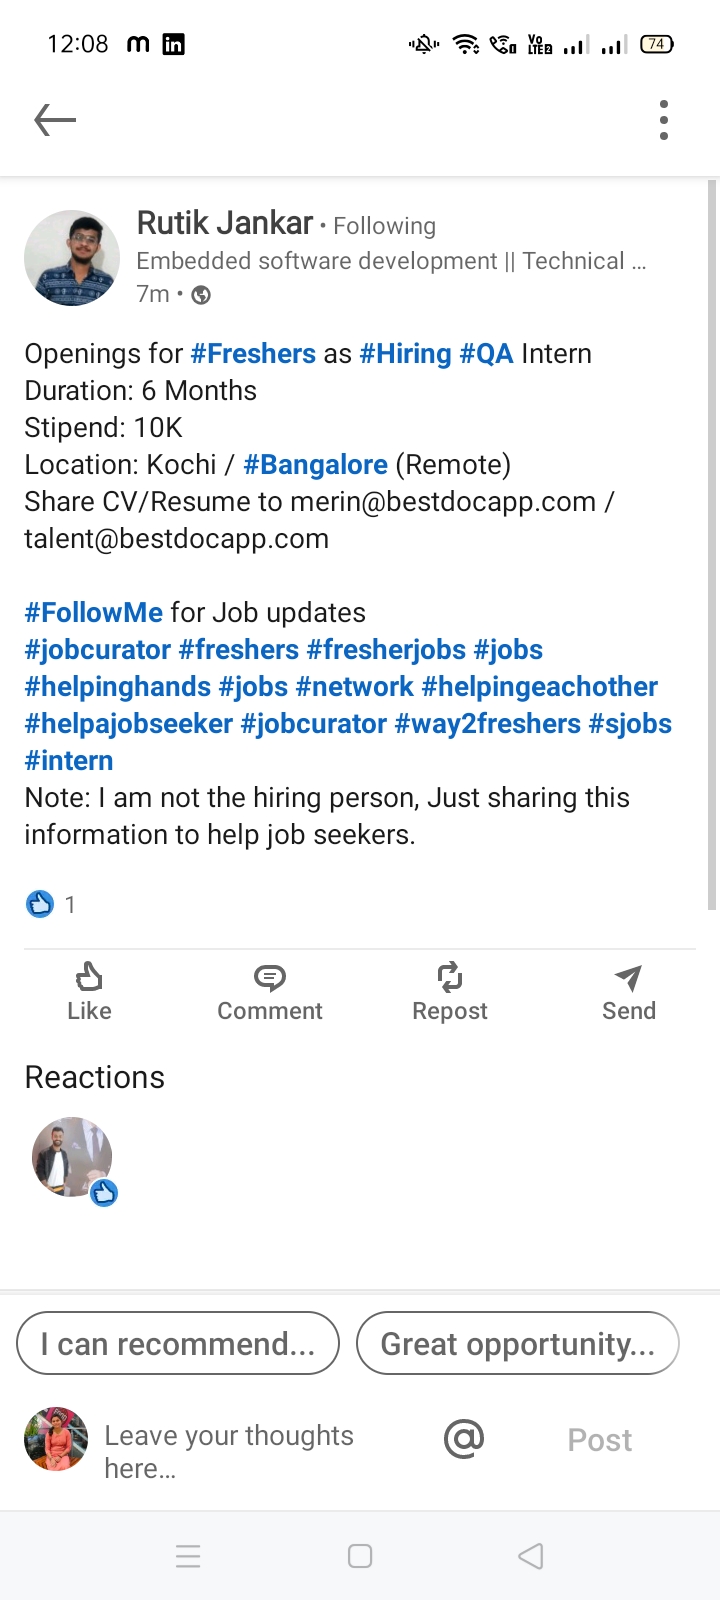 12:08 m in Vo LTE2 74
Rutik Jankar • Following
Embedded software development || Technical ...
7m •
Openings for #Freshers as #Hiring #QA Intern
Duration: 6 Months
Stipend: 10K
Location: Kochi / #Bangalore (Remote)
Share CV/Resume to merin@bestdocapp.com /
talent@bestdocapp.com
#FollowMe for Job updates
#jobcurator #freshers #fresherjobs #jobs
#helpinghands #jobs #network #helpingeachother
#helpajobseeker #jobcurator #way2freshers #sjobs
#intern
Note: I am not the hiring person, Just sharing this
information to help job seekers.
1
Like Comment Repost Send
Reactions
I can recommend... Great opportunity...
Leave your thoughts
here... @ Post